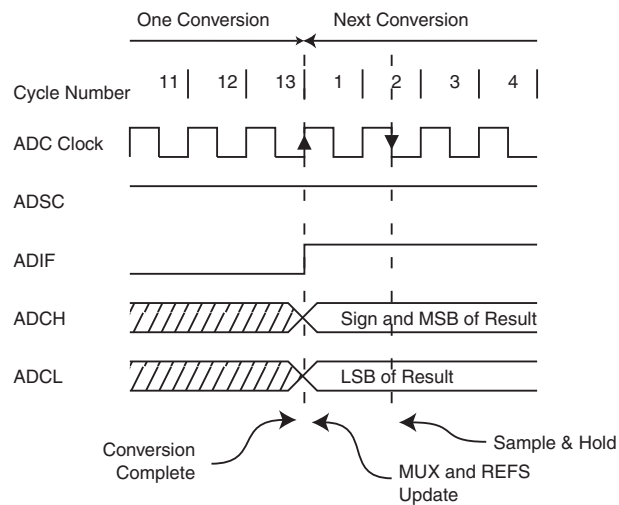 One Conversion Next Conversion
Cycle Number 11 12 13 1 2 3 4
ADC Clock
ADSC
ADIF
ADCH Sign and MSB of Result
ADCL LSB of Result
Conversion
Complete
MUX and REFS
Update
Sample & Hold